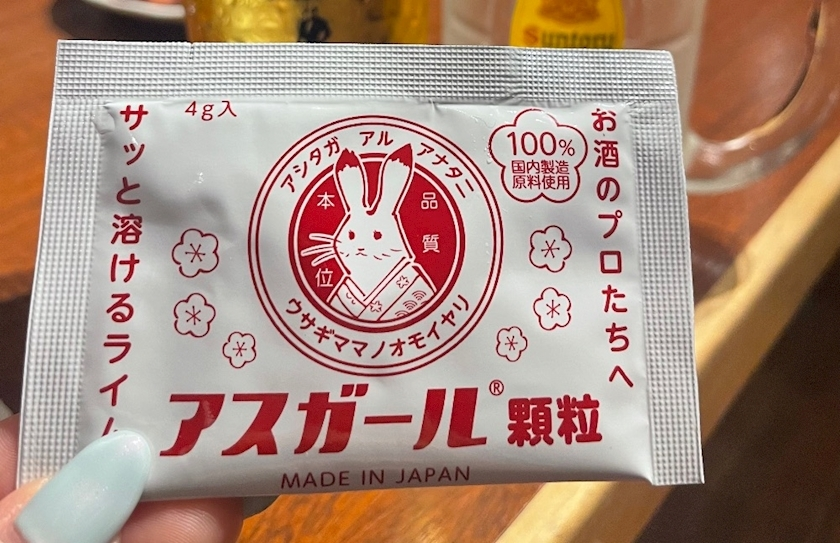 お酒のプロたちへ
4g入
100%
国内製造
原料使用
アシタガ アル アナタニ
品質
本位
ウサギママノオモイヤリ
サッと溶けるライム
アスガール®顆粒
MADE IN JAPAN
Suntory